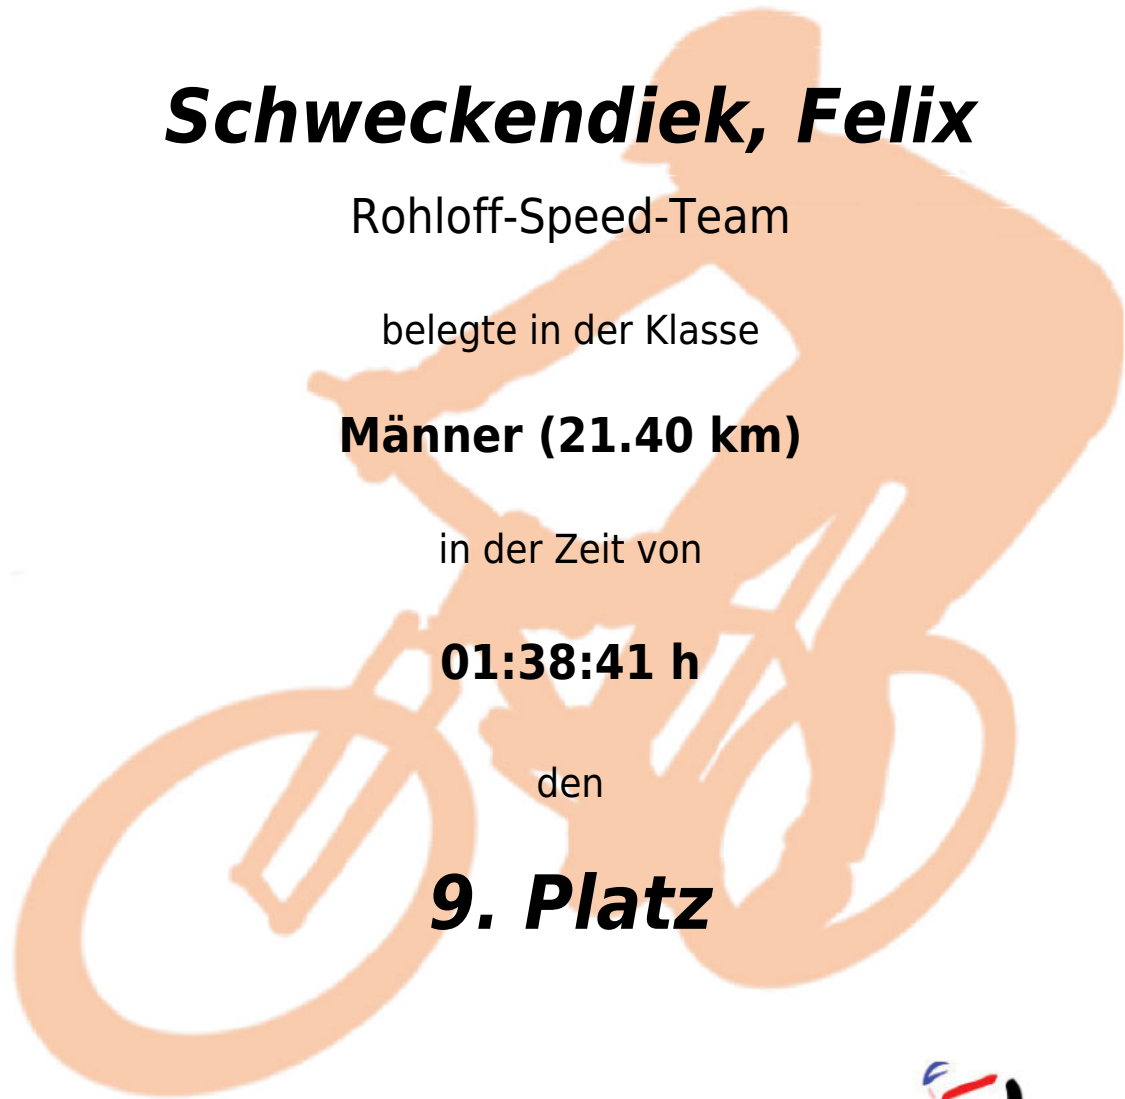 Schweckendiek, Felix
Rohloff-Speed-Team
belegte in der Klasse
Männer (21.40 km)
in der Zeit von
01:38:41 h
den
9. Platz